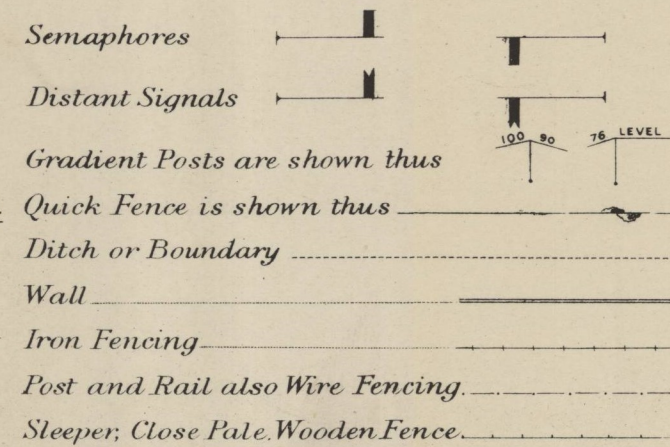 Semaphores
Distant Signals
100 90 76 LEVEL
Gradient Posts are shown thus
Quick Fence is shown thus
Ditch or Boundary
Wall
Iron Fencing
Post and Rail also Wire Fencing.
Sleeper, Close Pale, Wooden Fence